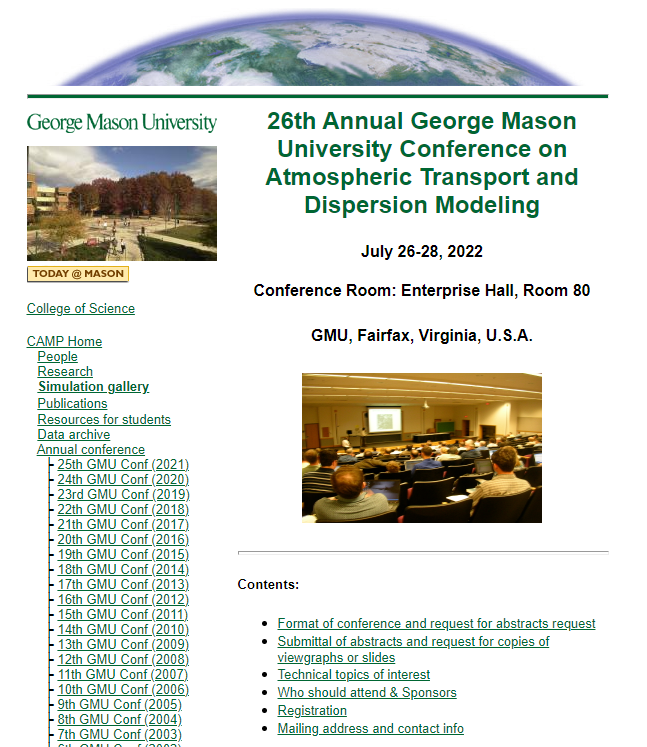 George Mason University
TODAY @ MASON
College of Science
CAMP Home
People
Research
Simulation gallery
Publications
Resources for students
Data archive
Annual conference
25th GMU Conf (2021)
24th GMU Conf (2020)
23rd GMU Conf (2019)
22th GMU Conf (2018)
21th GMU Conf (2017)
20th GMU Conf (2016)
19th GMU Conf (2015)
18th GMU Conf (2014)
17th GMU Conf (2013)
16th GMU Conf (2012)
15th GMU Conf (2011)
14th GMU Conf (2010)
13th GMU Conf (2009)
12th GMU Conf (2008)
11th GMU Conf (2007)
10th GMU Conf (2006)
9th GMU Conf (2005)
8th GMU Conf (2004)
7th GMU Conf (2003)
26th Annual George Mason
University Conference on
Atmospheric Transport and
Dispersion Modeling
July 26-28, 2022
Conference Room: Enterprise Hall, Room 80
GMU, Fairfax, Virginia, U.S.A.
Contents:
Format of conference and request for abstracts request
Submittal of abstracts and request for copies of
viewgraphs or slides
Technical topics of interest
Who should attend & Sponsors
Registration
Mailing address and contact info